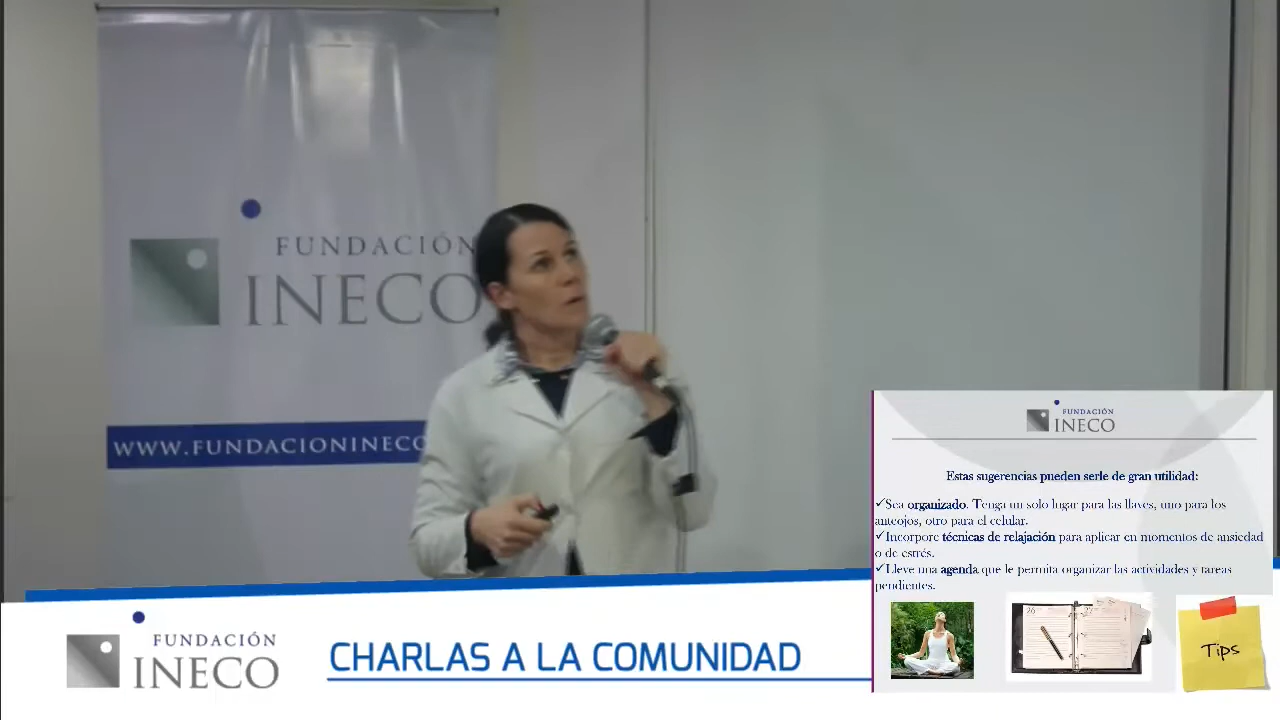 FUNDACIÓN
INECO
WWW.FUNDACIONINECO
FUNDACIÓN
INECO
Estas sugerencias pueden serle de gran utilidad:
✓Sea organizado. Tenga un solo lugar para las llaves, uno para los
anteojos, otro para el celular.
✓Incorpore técnicas de relajación para aplicar en momentos de ansiedad
o de estrés.
✓Lleve una agenda que le permita organizar las actividades y tareas
pendientes.
Tips
FUNDACIÓN
INECO
CHARLAS A LA COMUNIDAD